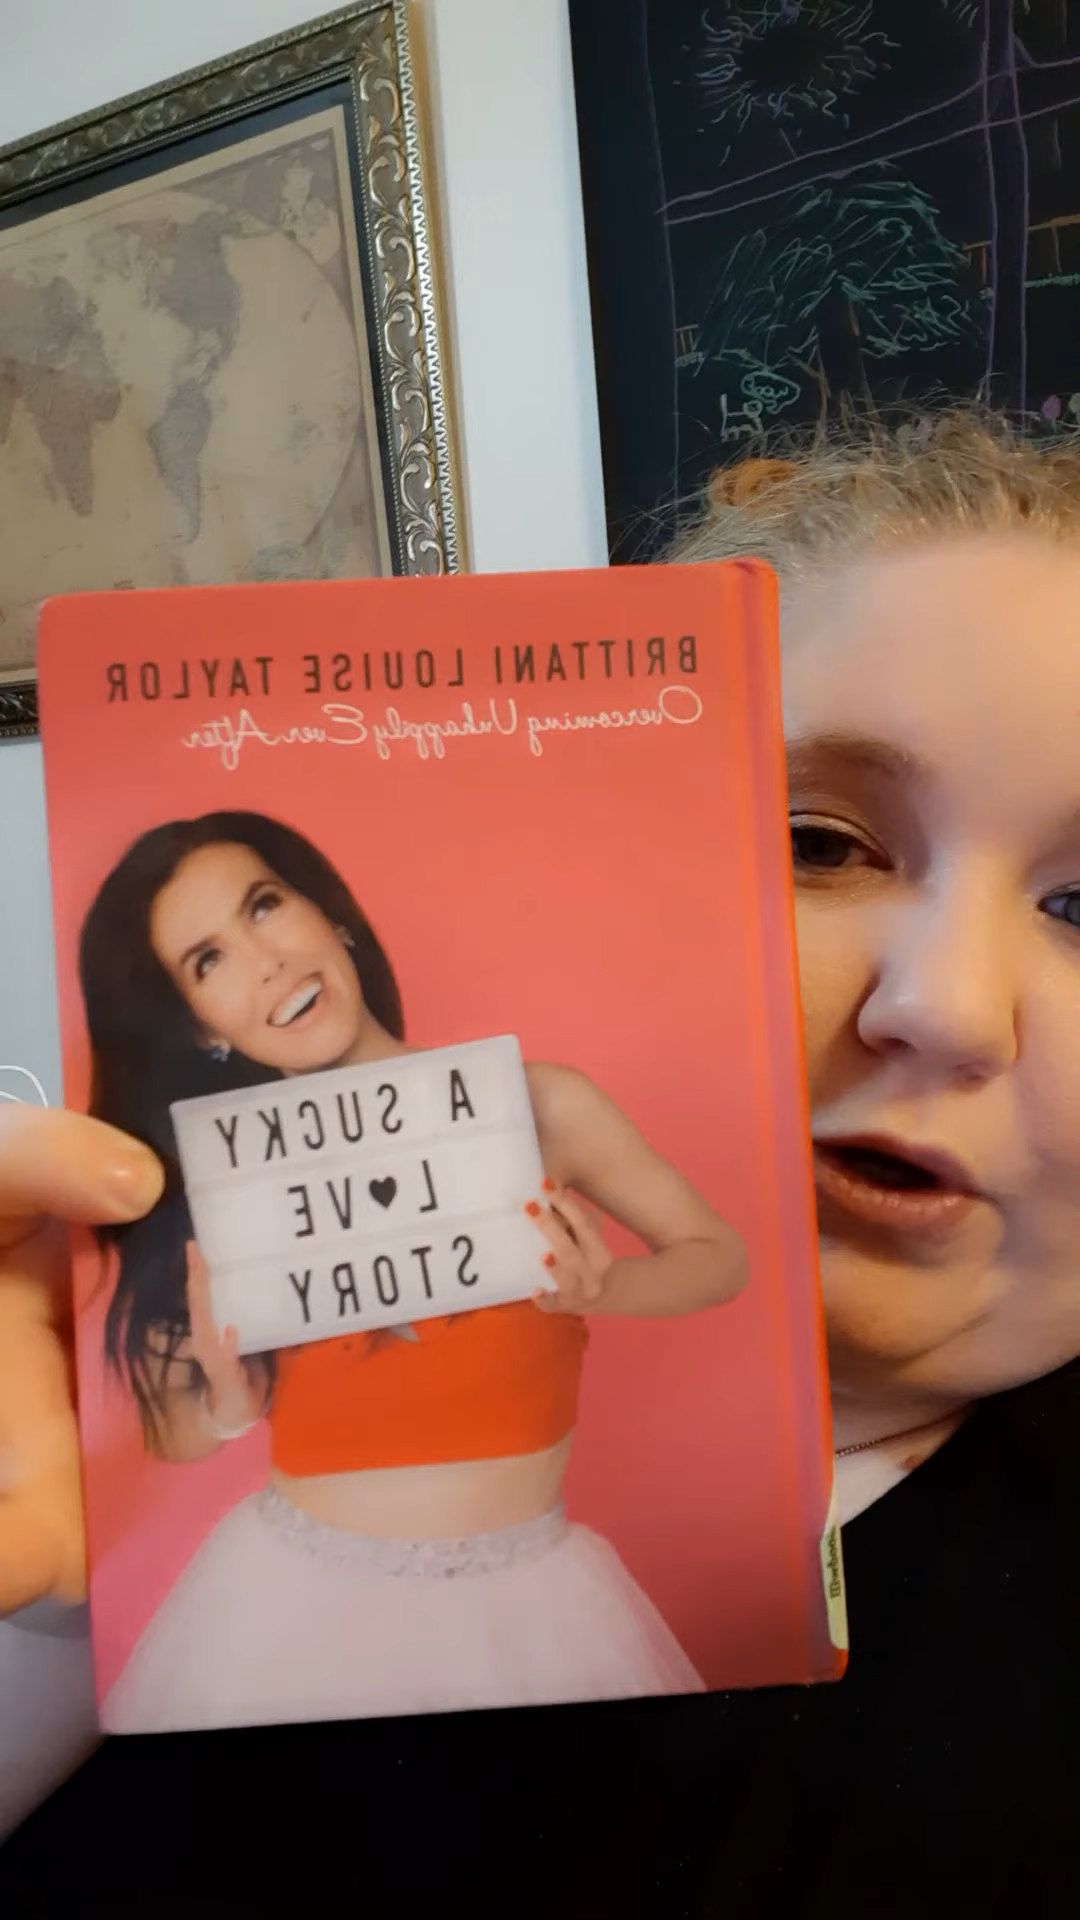 BRITTANI LOUISE TAYLOR
Overcoming Unhappily Ever After
A SUCKY
L♥VE
STORY